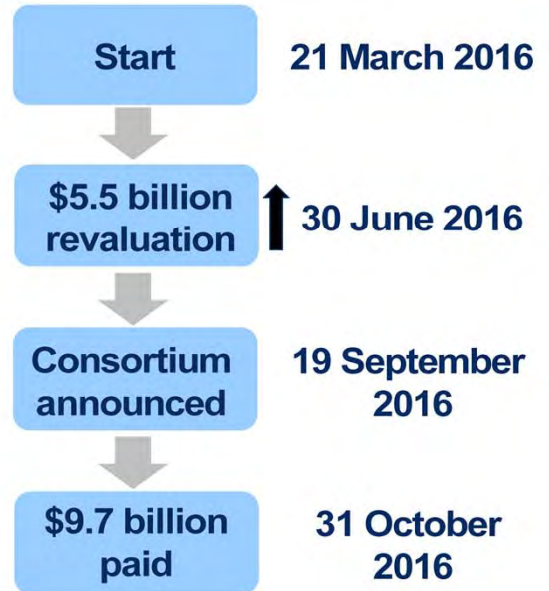 Start
21 March 2016
$5.5 billion
revaluation
30 June 2016
Consortium
announced
19 September
2016
$9.7 billion
paid
31 October
2016